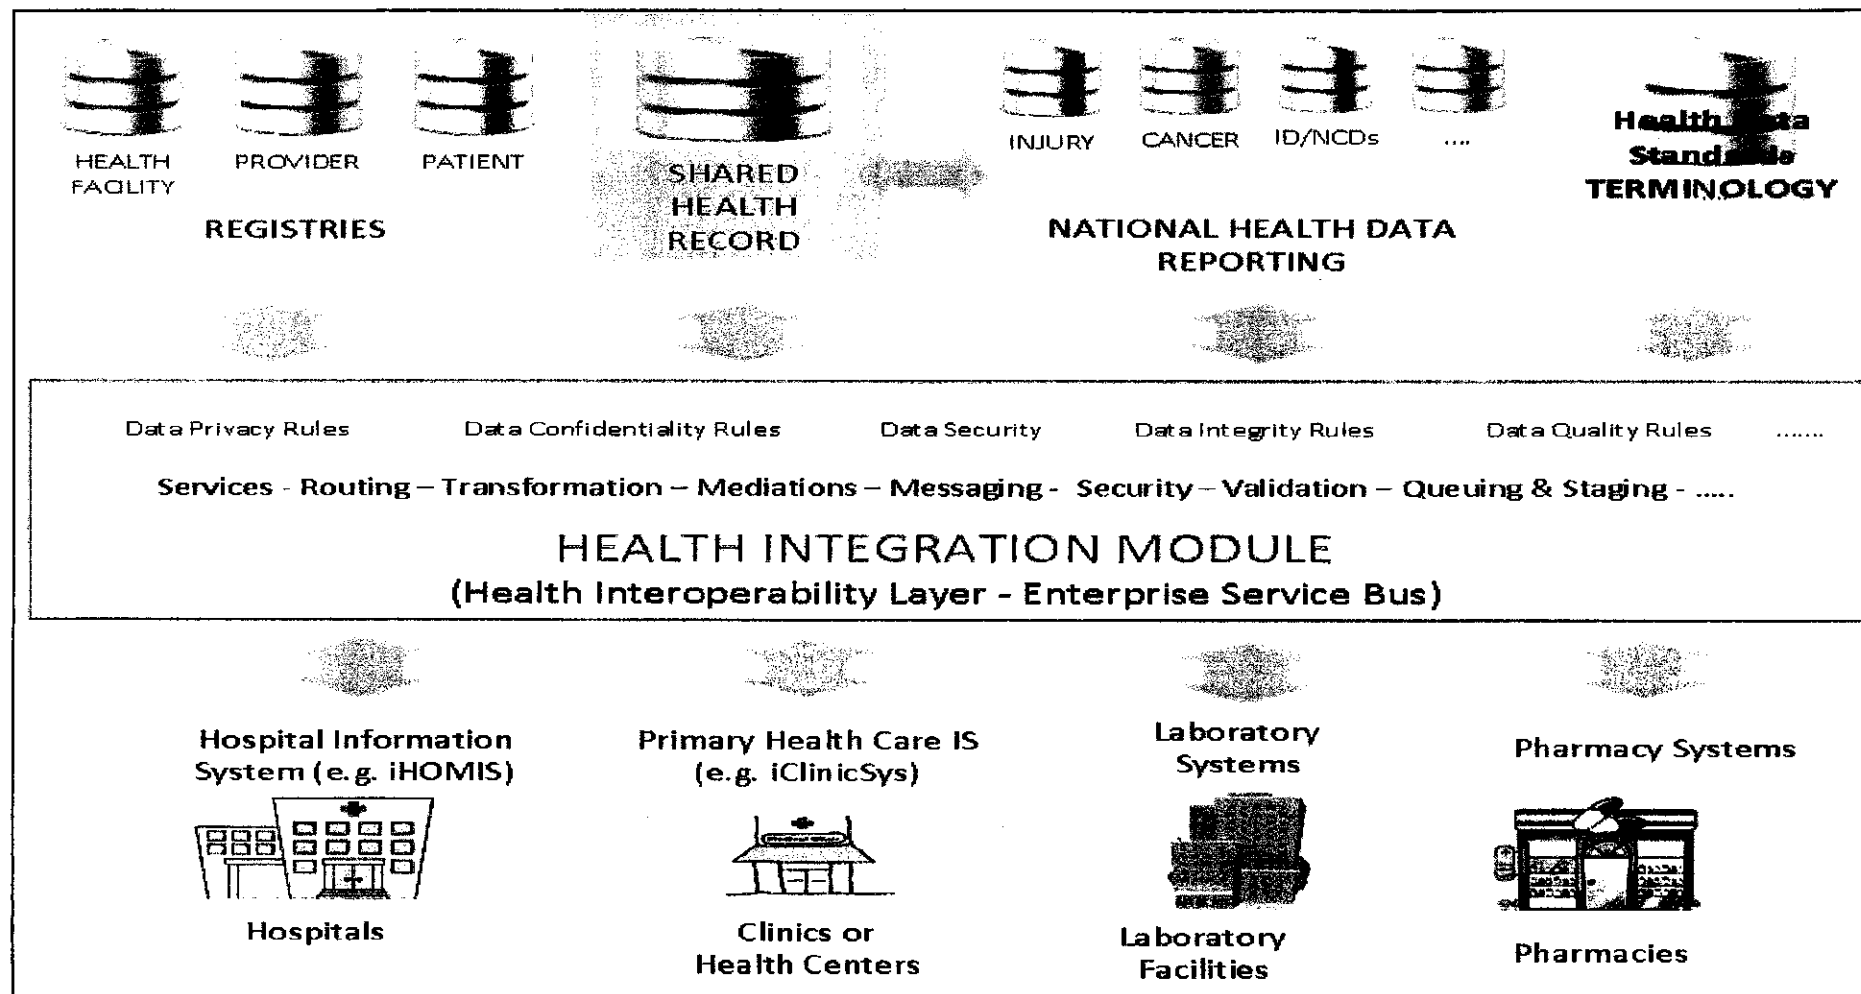 HEALTH
FACILITY
PROVIDER
PATIENT
REGISTRIES
SHARED
HEALTH
RECORD
INJURY
CANCER
ID/NCDs
....
NATIONAL HEALTH DATA
REPORTING
Health Data
Standards
TERMINOLOGY
Data Privacy Rules
Data Confidentiality Rules
Data Security
Data Integrity Rules
Data Quality Rules
.......
Services - Routing – Transformation – Mediations – Messaging - Security – Validation – Queuing & Staging - .....
HEALTH INTEGRATION MODULE
(Health Interoperability Layer - Enterprise Service Bus)
Hospital Information
System (e.g. iHOMIS)
Primary Health Care IS
(e.g. iClinicSys)
Laboratory
Systems
Pharmacy Systems
Hospitals
Clinics or
Health Centers
Laboratory
Facilities
Pharmacies